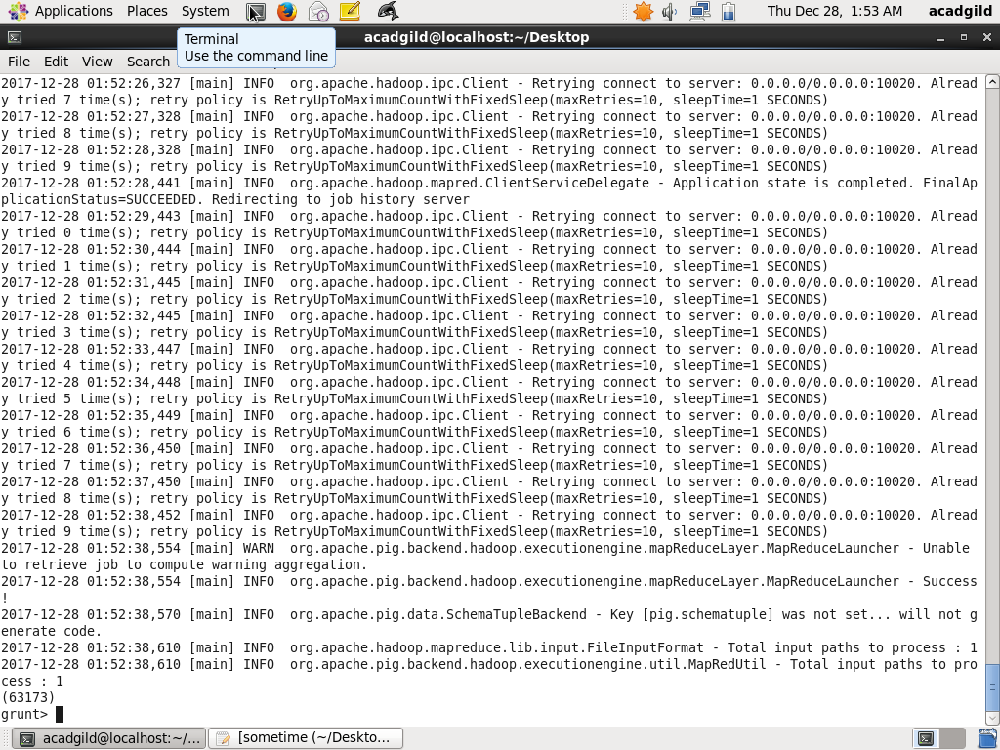 Applications Places System Thu Dec 28, 1:53 AM acadgild
Terminal
Use the command line
acadgild@localhost:~/Desktop
File Edit View Search
2017-12-28 01:52:26,327 [main] INFO  org.apache.hadoop.ipc.Client - Retrying connect to server: 0.0.0.0/0.0.0.0:10020. Alread
y tried 7 time(s); retry policy is RetryUpToMaximumCountWithFixedSleep(maxRetries=10, sleepTime=1 SECONDS)
2017-12-28 01:52:27,328 [main] INFO  org.apache.hadoop.ipc.Client - Retrying connect to server: 0.0.0.0/0.0.0.0:10020. Alread
y tried 8 time(s); retry policy is RetryUpToMaximumCountWithFixedSleep(maxRetries=10, sleepTime=1 SECONDS)
2017-12-28 01:52:28,328 [main] INFO  org.apache.hadoop.ipc.Client - Retrying connect to server: 0.0.0.0/0.0.0.0:10020. Alread
y tried 9 time(s); retry policy is RetryUpToMaximumCountWithFixedSleep(maxRetries=10, sleepTime=1 SECONDS)
2017-12-28 01:52:28,441 [main] INFO  org.apache.hadoop.mapred.ClientServiceDelegate - Application state is completed. FinalAp
plicationStatus=SUCCEEDED. Redirecting to job history server
2017-12-28 01:52:29,443 [main] INFO  org.apache.hadoop.ipc.Client - Retrying connect to server: 0.0.0.0/0.0.0.0:10020. Alread
y tried 0 time(s); retry policy is RetryUpToMaximumCountWithFixedSleep(maxRetries=10, sleepTime=1 SECONDS)
2017-12-28 01:52:30,444 [main] INFO  org.apache.hadoop.ipc.Client - Retrying connect to server: 0.0.0.0/0.0.0.0:10020. Alread
y tried 1 time(s); retry policy is RetryUpToMaximumCountWithFixedSleep(maxRetries=10, sleepTime=1 SECONDS)
2017-12-28 01:52:31,445 [main] INFO  org.apache.hadoop.ipc.Client - Retrying connect to server: 0.0.0.0/0.0.0.0:10020. Alread
y tried 2 time(s); retry policy is RetryUpToMaximumCountWithFixedSleep(maxRetries=10, sleepTime=1 SECONDS)
2017-12-28 01:52:32,445 [main] INFO  org.apache.hadoop.ipc.Client - Retrying connect to server: 0.0.0.0/0.0.0.0:10020. Alread
y tried 3 time(s); retry policy is RetryUpToMaximumCountWithFixedSleep(maxRetries=10, sleepTime=1 SECONDS)
2017-12-28 01:52:33,447 [main] INFO  org.apache.hadoop.ipc.Client - Retrying connect to server: 0.0.0.0/0.0.0.0:10020. Alread
y tried 4 time(s); retry policy is RetryUpToMaximumCountWithFixedSleep(maxRetries=10, sleepTime=1 SECONDS)
2017-12-28 01:52:34,448 [main] INFO  org.apache.hadoop.ipc.Client - Retrying connect to server: 0.0.0.0/0.0.0.0:10020. Alread
y tried 5 time(s); retry policy is RetryUpToMaximumCountWithFixedSleep(maxRetries=10, sleepTime=1 SECONDS)
2017-12-28 01:52:35,449 [main] INFO  org.apache.hadoop.ipc.Client - Retrying connect to server: 0.0.0.0/0.0.0.0:10020. Alread
y tried 6 time(s); retry policy is RetryUpToMaximumCountWithFixedSleep(maxRetries=10, sleepTime=1 SECONDS)
2017-12-28 01:52:36,450 [main] INFO  org.apache.hadoop.ipc.Client - Retrying connect to server: 0.0.0.0/0.0.0.0:10020. Alread
y tried 7 time(s); retry policy is RetryUpToMaximumCountWithFixedSleep(maxRetries=10, sleepTime=1 SECONDS)
2017-12-28 01:52:37,450 [main] INFO  org.apache.hadoop.ipc.Client - Retrying connect to server: 0.0.0.0/0.0.0.0:10020. Alread
y tried 8 time(s); retry policy is RetryUpToMaximumCountWithFixedSleep(maxRetries=10, sleepTime=1 SECONDS)
2017-12-28 01:52:38,452 [main] INFO  org.apache.hadoop.ipc.Client - Retrying connect to server: 0.0.0.0/0.0.0.0:10020. Alread
y tried 9 time(s); retry policy is RetryUpToMaximumCountWithFixedSleep(maxRetries=10, sleepTime=1 SECONDS)
2017-12-28 01:52:38,554 [main] WARN  org.apache.pig.backend.hadoop.executionengine.mapReduceLayer.MapReduceLauncher - Unable
to retrieve job to compute warning aggregation.
2017-12-28 01:52:38,554 [main] INFO  org.apache.pig.backend.hadoop.executionengine.mapReduceLayer.MapReduceLauncher - Success
!
2017-12-28 01:52:38,570 [main] INFO  org.apache.pig.data.SchemaTupleBackend - Key [pig.schematuple] was not set... will not g
enerate code.
2017-12-28 01:52:38,610 [main] INFO  org.apache.hadoop.mapreduce.lib.input.FileInputFormat - Total input paths to process : 1
2017-12-28 01:52:38,610 [main] INFO  org.apache.pig.backend.hadoop.executionengine.util.MapRedUtil - Total input paths to pro
cess : 1
(63173)
grunt>
acadgild@localhost:~/... [sometime (~/Deskto...